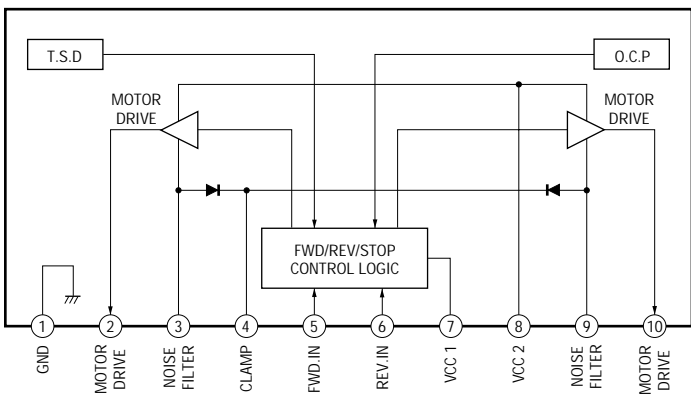 T.S.D
O.C.P
MOTOR
DRIVE
MOTOR
DRIVE
FWD/REV/STOP
CONTROL LOGIC
1
2
3
4
5
6
7
8
9
10
GND
MOTOR
DRIVE
NOISE
FILTER
CLAMP
FWD.IN
REV.IN
VCC 1
VCC 2
NOISE
FILTER
MOTOR
DRIVE